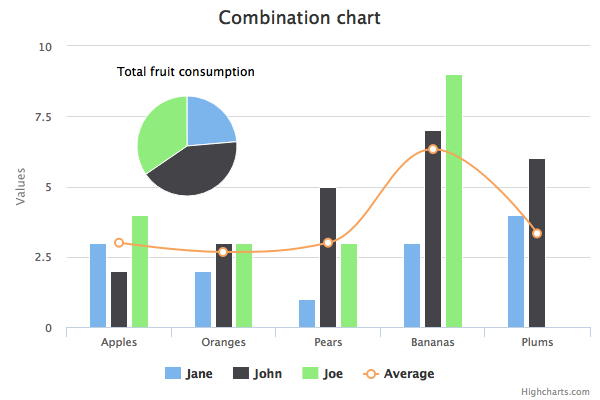 Combination chart
10
Total fruit consumption
7.5
Values
5
2.5
0
Apples Oranges Pears Bananas Plums
Jane John Joe Average
Highcharts.com